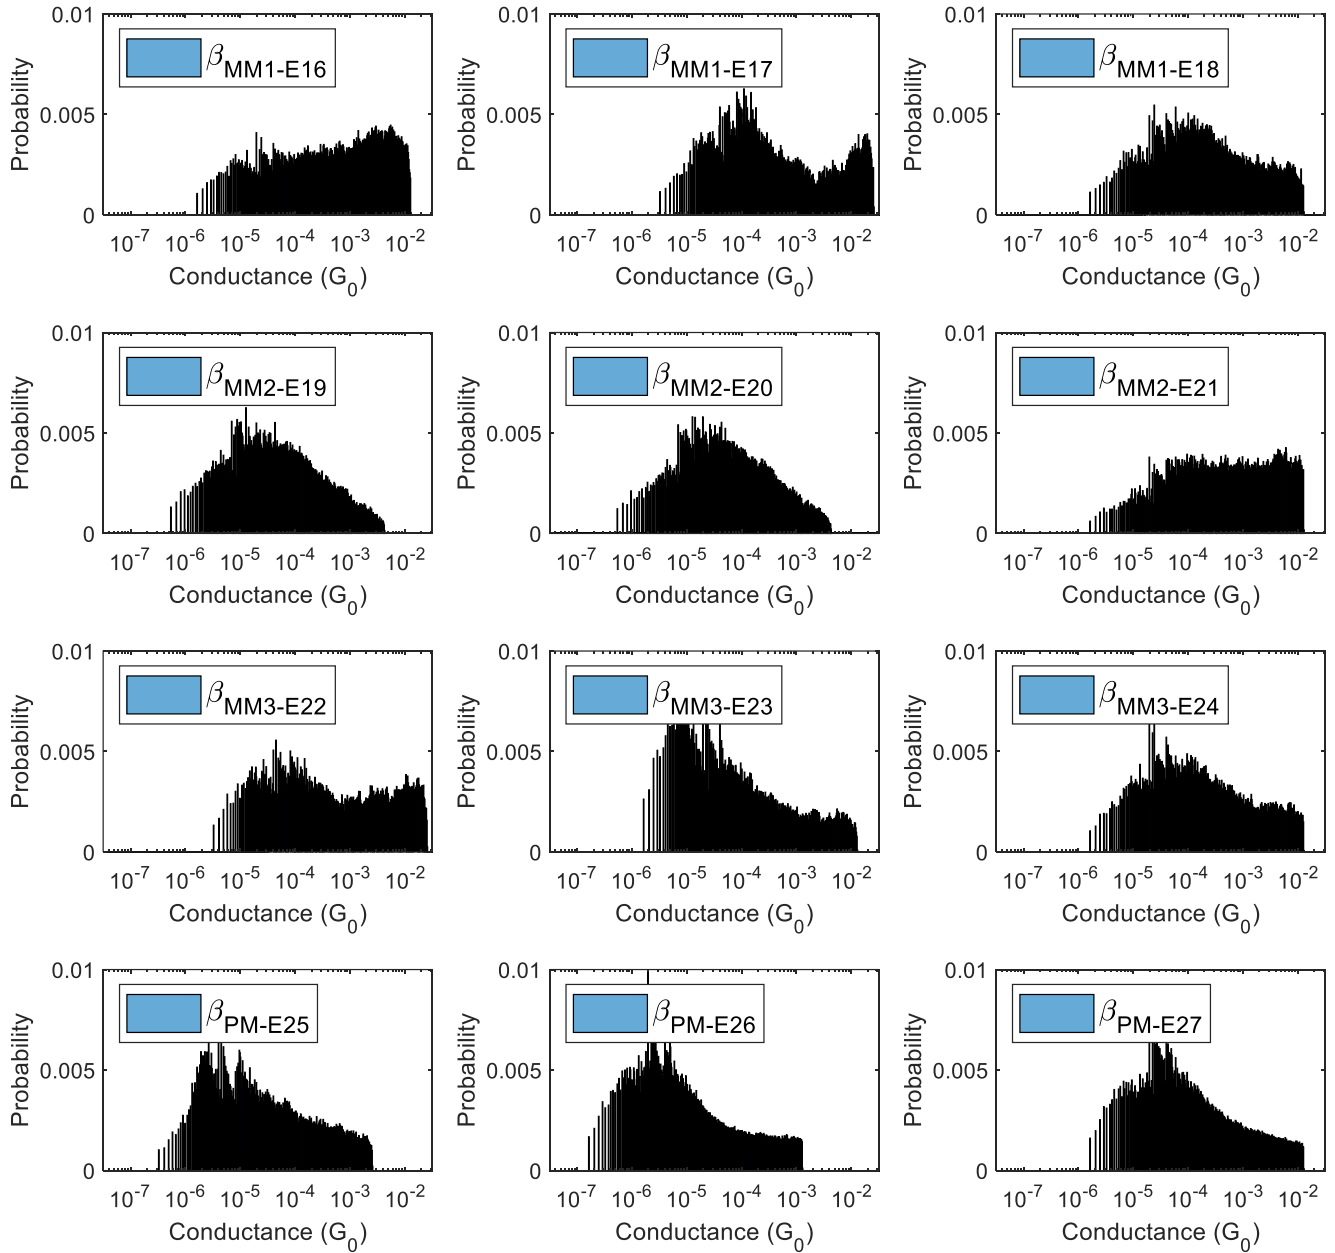 0.01
0.005
0
Probability
β MM1-E16
10-7 10-6 10-5 10-4 10-3 10-2
Conductance (G0)
0.01
0.005
0
Probability
β MM1-E17
10-7 10-6 10-5 10-4 10-3 10-2
Conductance (G0)
0.01
0.005
0
Probability
β MM1-E18
10-7 10-6 10-5 10-4 10-3 10-2
Conductance (G0)
0.01
0.005
0
Probability
β MM2-E19
10-7 10-6 10-5 10-4 10-3 10-2
Conductance (G0)
0.01
0.005
0
Probability
β MM2-E20
10-7 10-6 10-5 10-4 10-3 10-2
Conductance (G0)
0.01
0.005
0
Probability
β MM2-E21
10-7 10-6 10-5 10-4 10-3 10-2
Conductance (G0)
0.01
0.005
0
Probability
β MM3-E22
10-7 10-6 10-5 10-4 10-3 10-2
Conductance (G0)
0.01
0.005
0
Probability
β MM3-E23
10-7 10-6 10-5 10-4 10-3 10-2
Conductance (G0)
0.01
0.005
0
Probability
β MM3-E24
10-7 10-6 10-5 10-4 10-3 10-2
Conductance (G0)
0.01
0.005
0
Probability
β PM-E25
10-7 10-6 10-5 10-4 10-3 10-2
Conductance (G0)
0.01
0.005
0
Probability
β PM-E26
10-7 10-6 10-5 10-4 10-3 10-2
Conductance (G0)
0.01
0.005
0
Probability
β PM-E27
10-7 10-6 10-5 10-4 10-3 10-2
Conductance (G0)